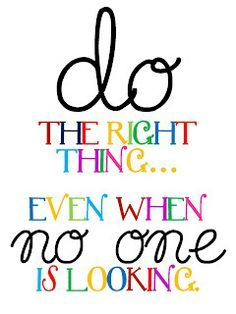 do
THE RIGHT
THING...
EVEN WHEN
no one
IS LOOKING.